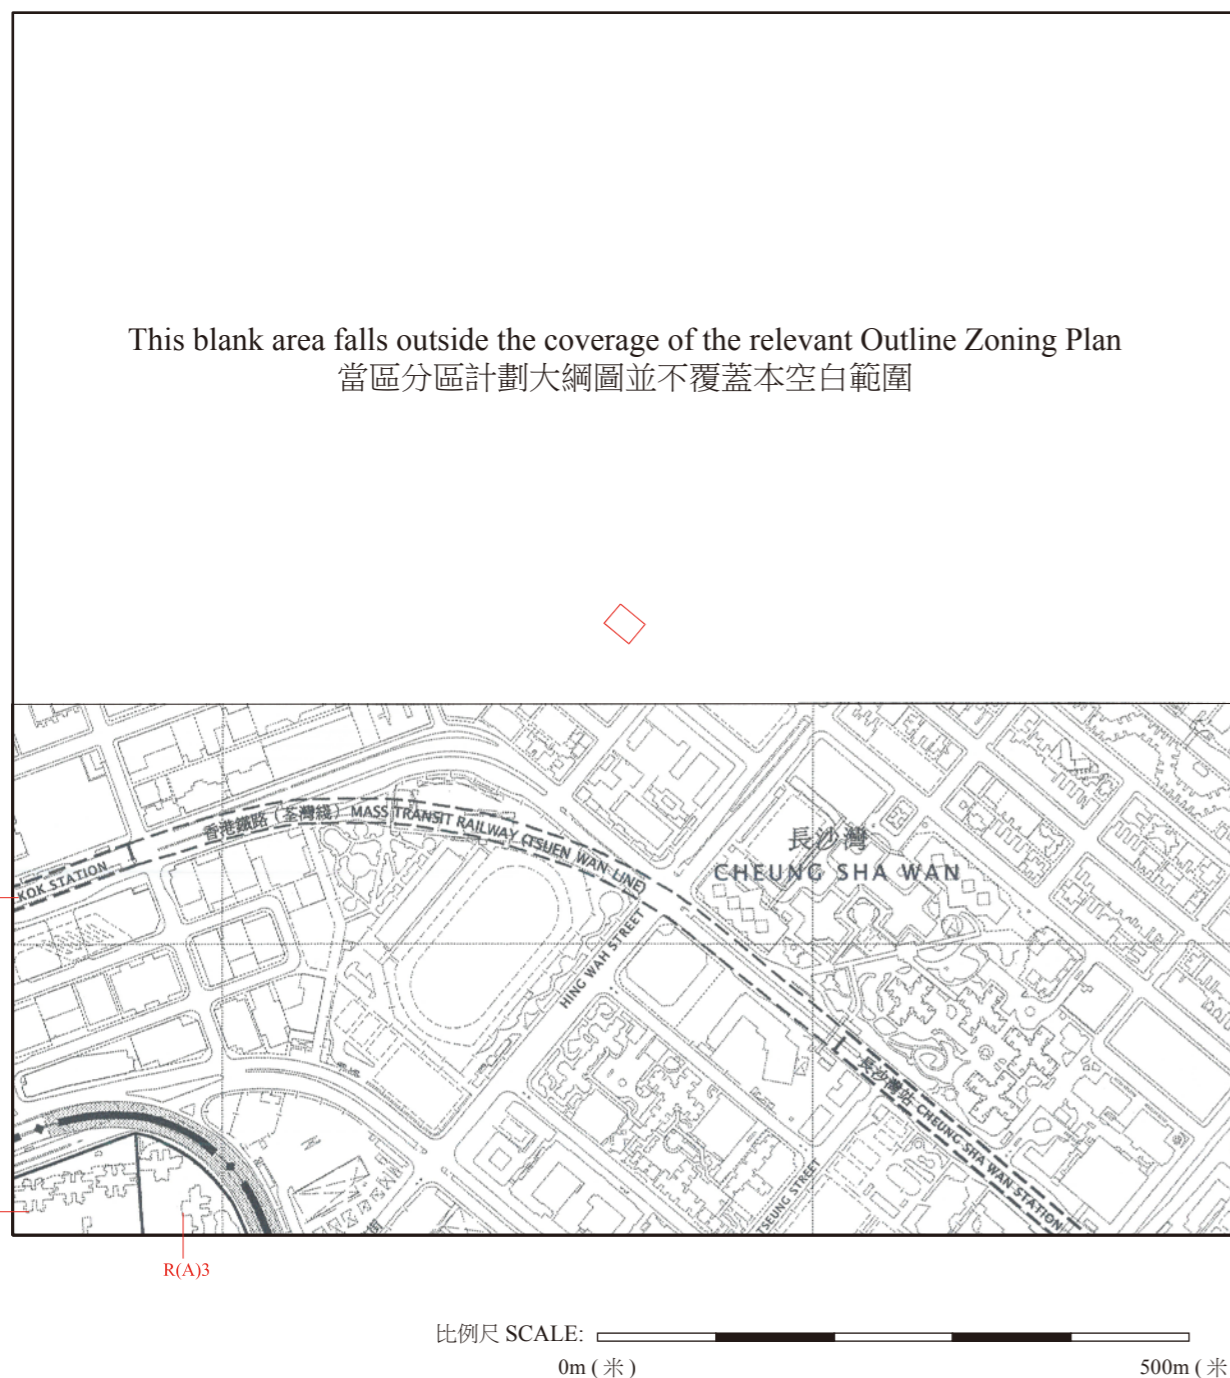 This blank area falls outside the coverage of the relevant Outline Zoning Plan
當區分區計劃大綱圖並不覆蓋本空白範圍
香港鐵路（荃灣綫）MASS TRANSIT RAILWAY (TSUEN WAN LINE)
長沙灣
CHEUNG SHA WAN
KOK STATION
HING WAH STREET
長沙灣站 CHEUNG SHA WAN STATION
TSEUNG STREET
街
R(A)3
比例尺 SCALE:
0m ( 米 )
500m ( 米